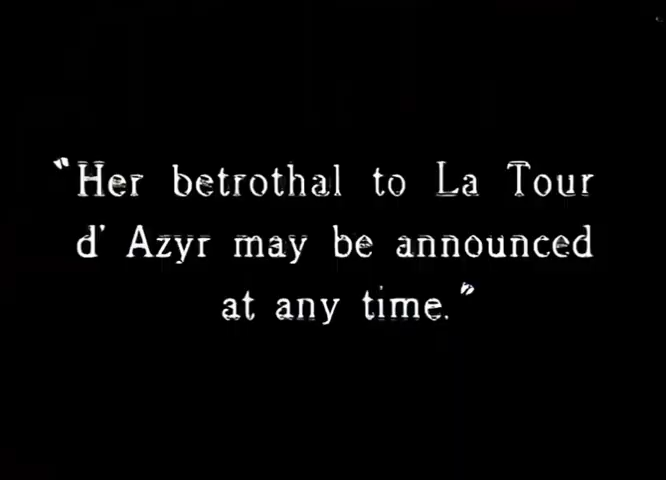 "Her betrothal to La Tour
d' Azyr may be announced
at any time."